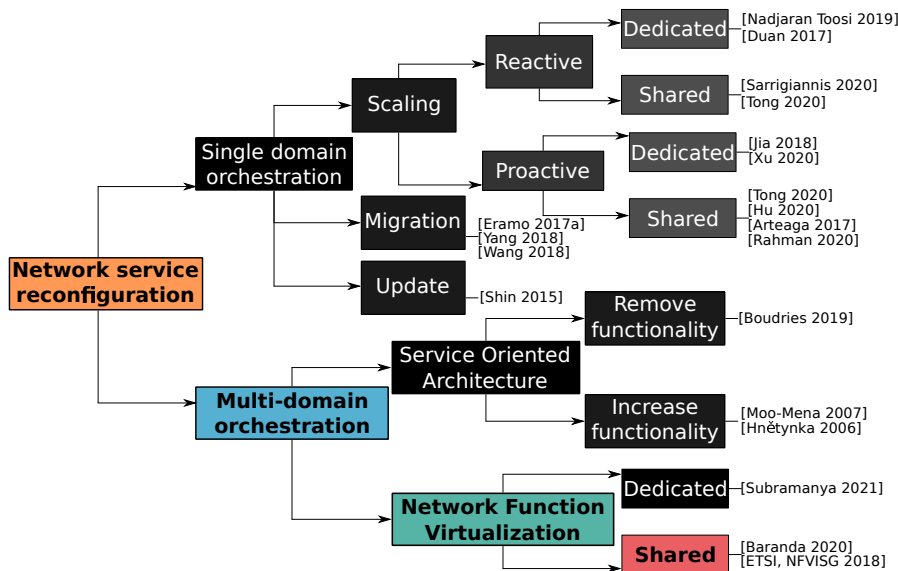 Network service
reconfiguration
Single domain
orchestration
Scaling
Reactive
Dedicated
[Nadjaran Toosi 2019]
[Duan 2017]
Shared
[Sarrigiannis 2020]
[Tong 2020]
Proactive
Dedicated
[Jia 2018]
[Xu 2020]
Shared
[Tong 2020]
[Hu 2020]
[Arteaga 2017]
[Rahman 2020]
Migration
[Eramo 2017a]
[Yang 2018]
[Wang 2018]
Update
[Shin 2015]
Multi-domain
orchestration
Service Oriented
Architecture
Remove
functionality
[Boudries 2019]
Increase
functionality
[Moo-Mena 2007]
[Hnětynka 2006]
Network Function
Virtualization
Dedicated
[Subramanya 2021]
Shared
[Baranda 2020]
[ETSI, NFVISG 2018]